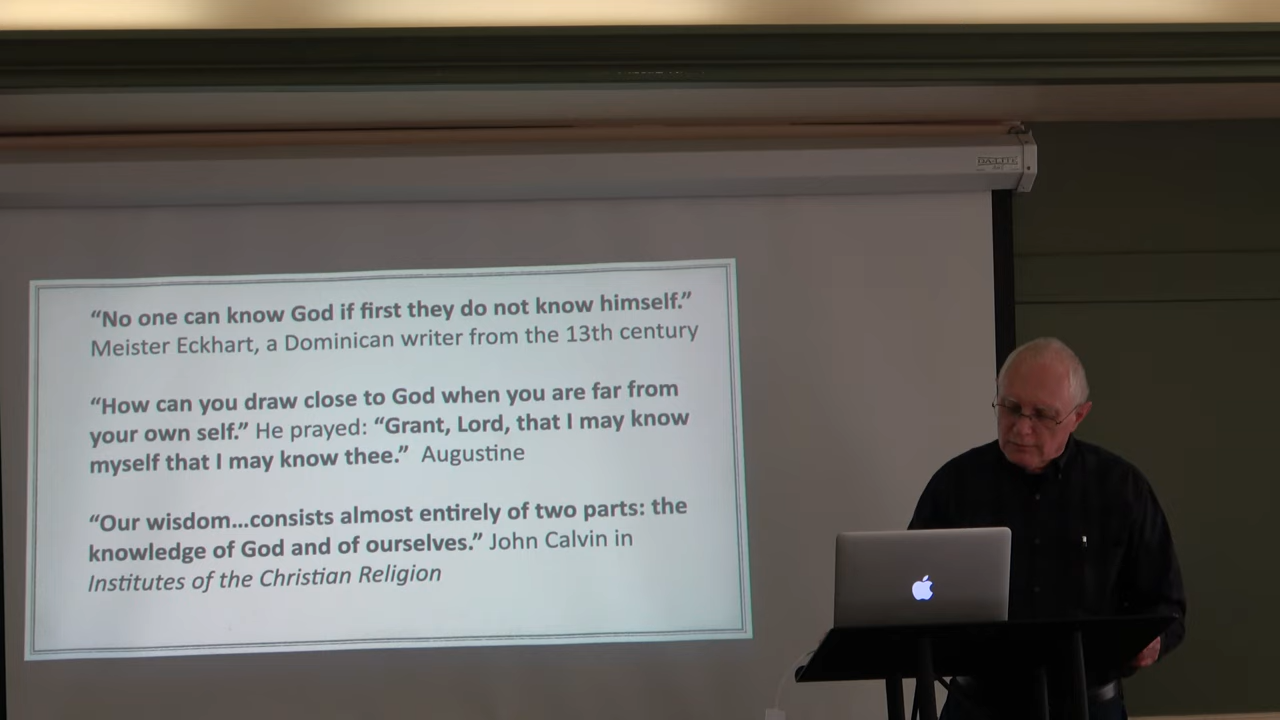 “No one can know God if first they do not know himself.”
Meister Eckhart, a Dominican writer from the 13th century
“How can you draw close to God when you are far from
your own self.” He prayed: “Grant, Lord, that I may know
myself that I may know thee.” Augustine
“Our wisdom...consists almost entirely of two parts: the
knowledge of God and of ourselves.” John Calvin in
Institutes of the Christian Religion